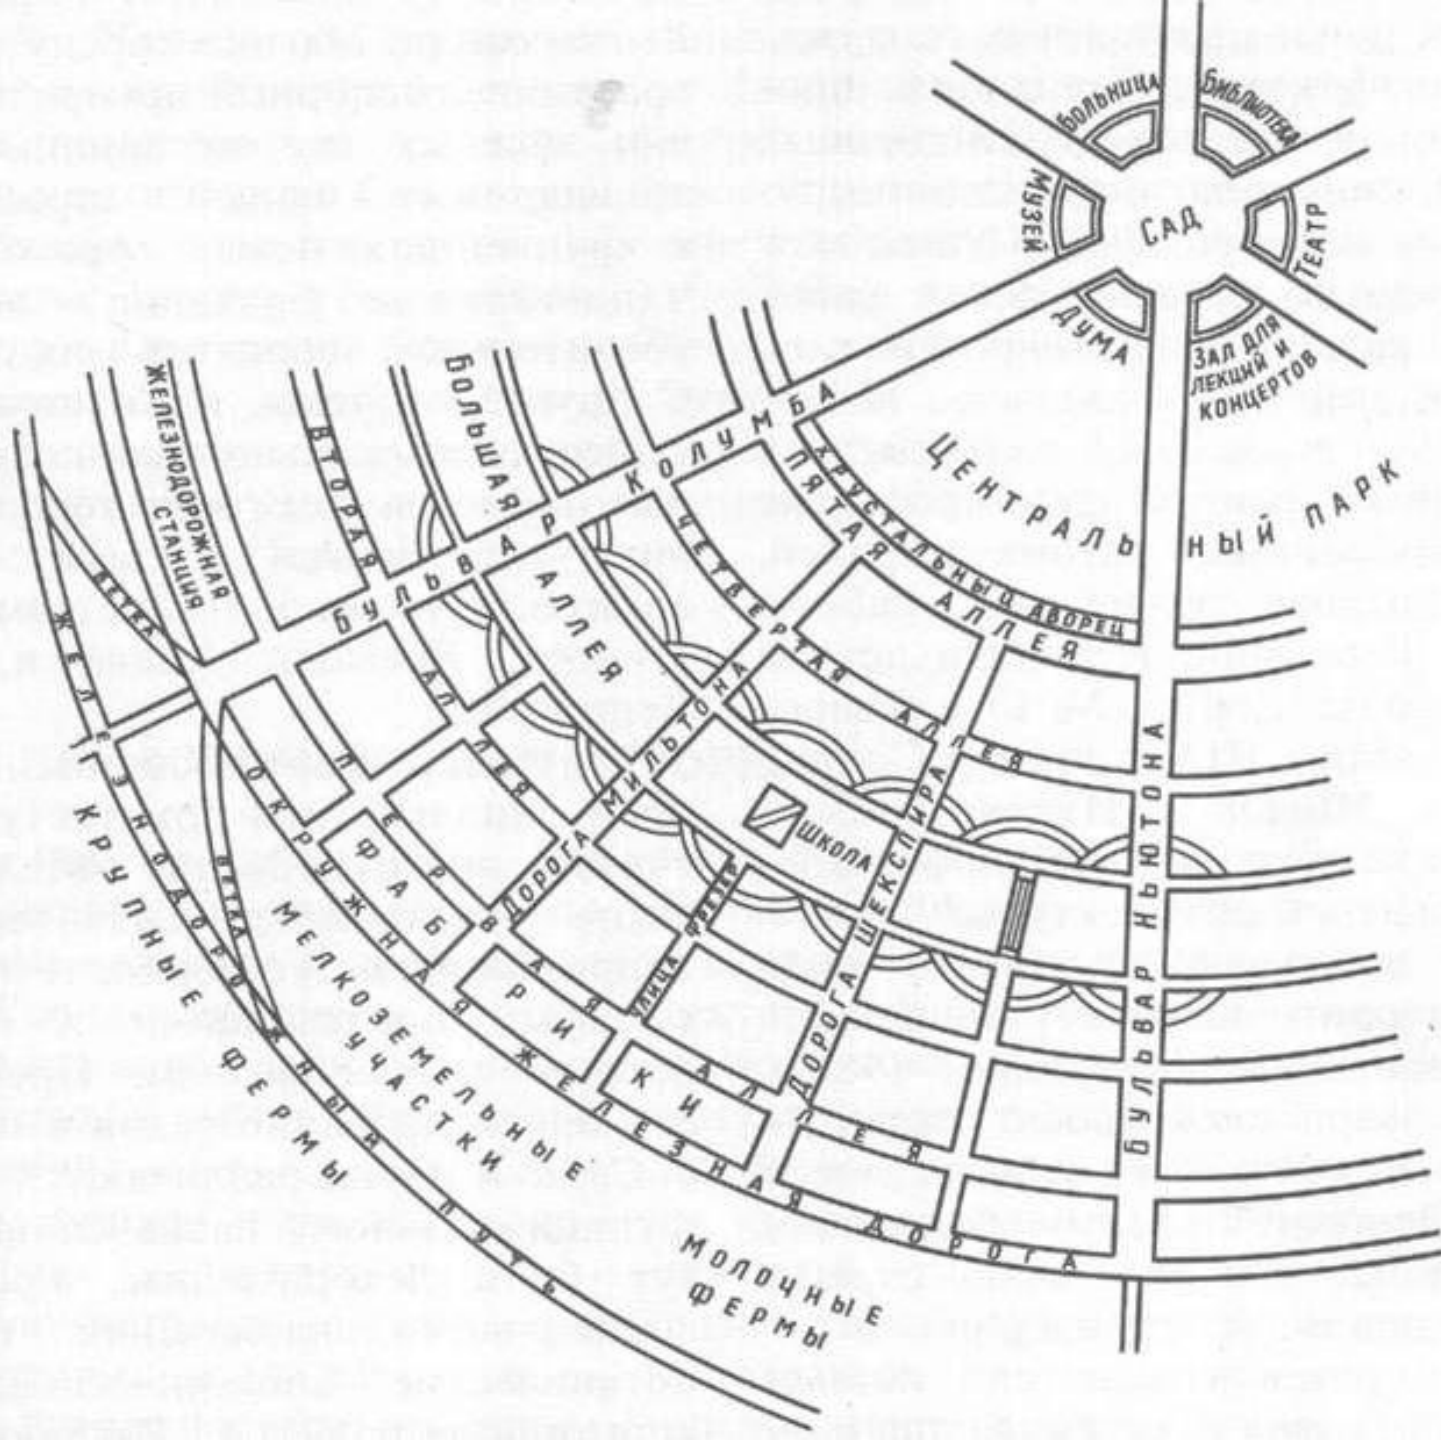 БОЛЬНИЦА
БИБЛИОТЕКА
МУЗЕЙ
САД
ТЕАТР
ДУМА
ЗАЛ ДЛЯ
ЛЕКЦИЙ И
КОНЦЕРТОВ
ЦЕНТРАЛЬНЫЙ ПАРК
ХРУСТАЛЬНЫЙ ДВОРЕЦ
ПЯТАЯ АЛЛЕЯ
БУЛЬВАР КОЛУМБА
ЧЕТВЕРТАЯ АЛЛЕЯ
БОЛЬШАЯ АЛЛЕЯ
ВТОРАЯ АЛЛЕЯ
ЖЕЛЕЗНОДОРОЖНАЯ
СТАНЦИЯ
ВЕТКА
ДОРОГА МИЛЬТОНА
ШКОЛА
ДОРОГА ШЕКСПИРА
БУЛЬВАР НЬЮТОНА
УЛИЦА
ПЕРВАЯ АЛЛЕЯ
ФАБРИКИ
ОКРУЖНАЯ ЖЕЛЕЗНАЯ ДОРОГА
ВЕТКА
МЕЛКОЗЕМЕЛЬНЫЕ
УЧАСТКИ
ЖЕЛЕЗНОДОРОЖНЫЙ ПУТЬ
КРУПНЫЕ ФЕРМЫ
МОЛОЧНЫЕ
ФЕРМЫ